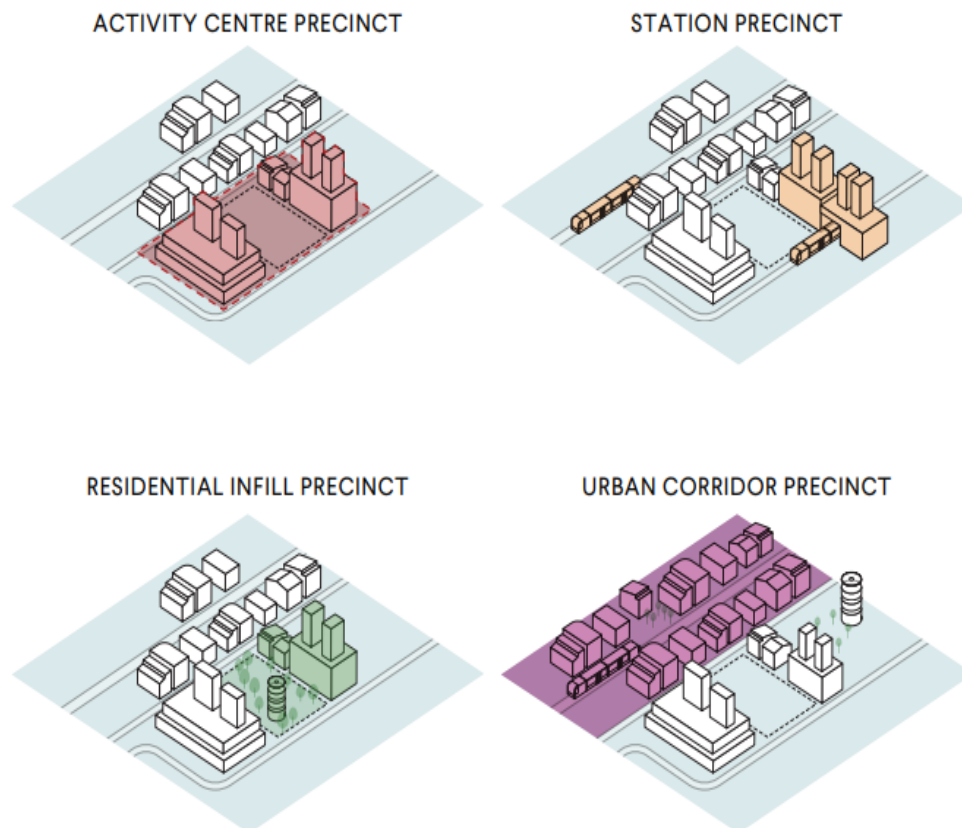 ACTIVITY CENTRE PRECINCT
STATION PRECINCT
RESIDENTIAL INFILL PRECINCT
URBAN CORRIDOR PRECINCT